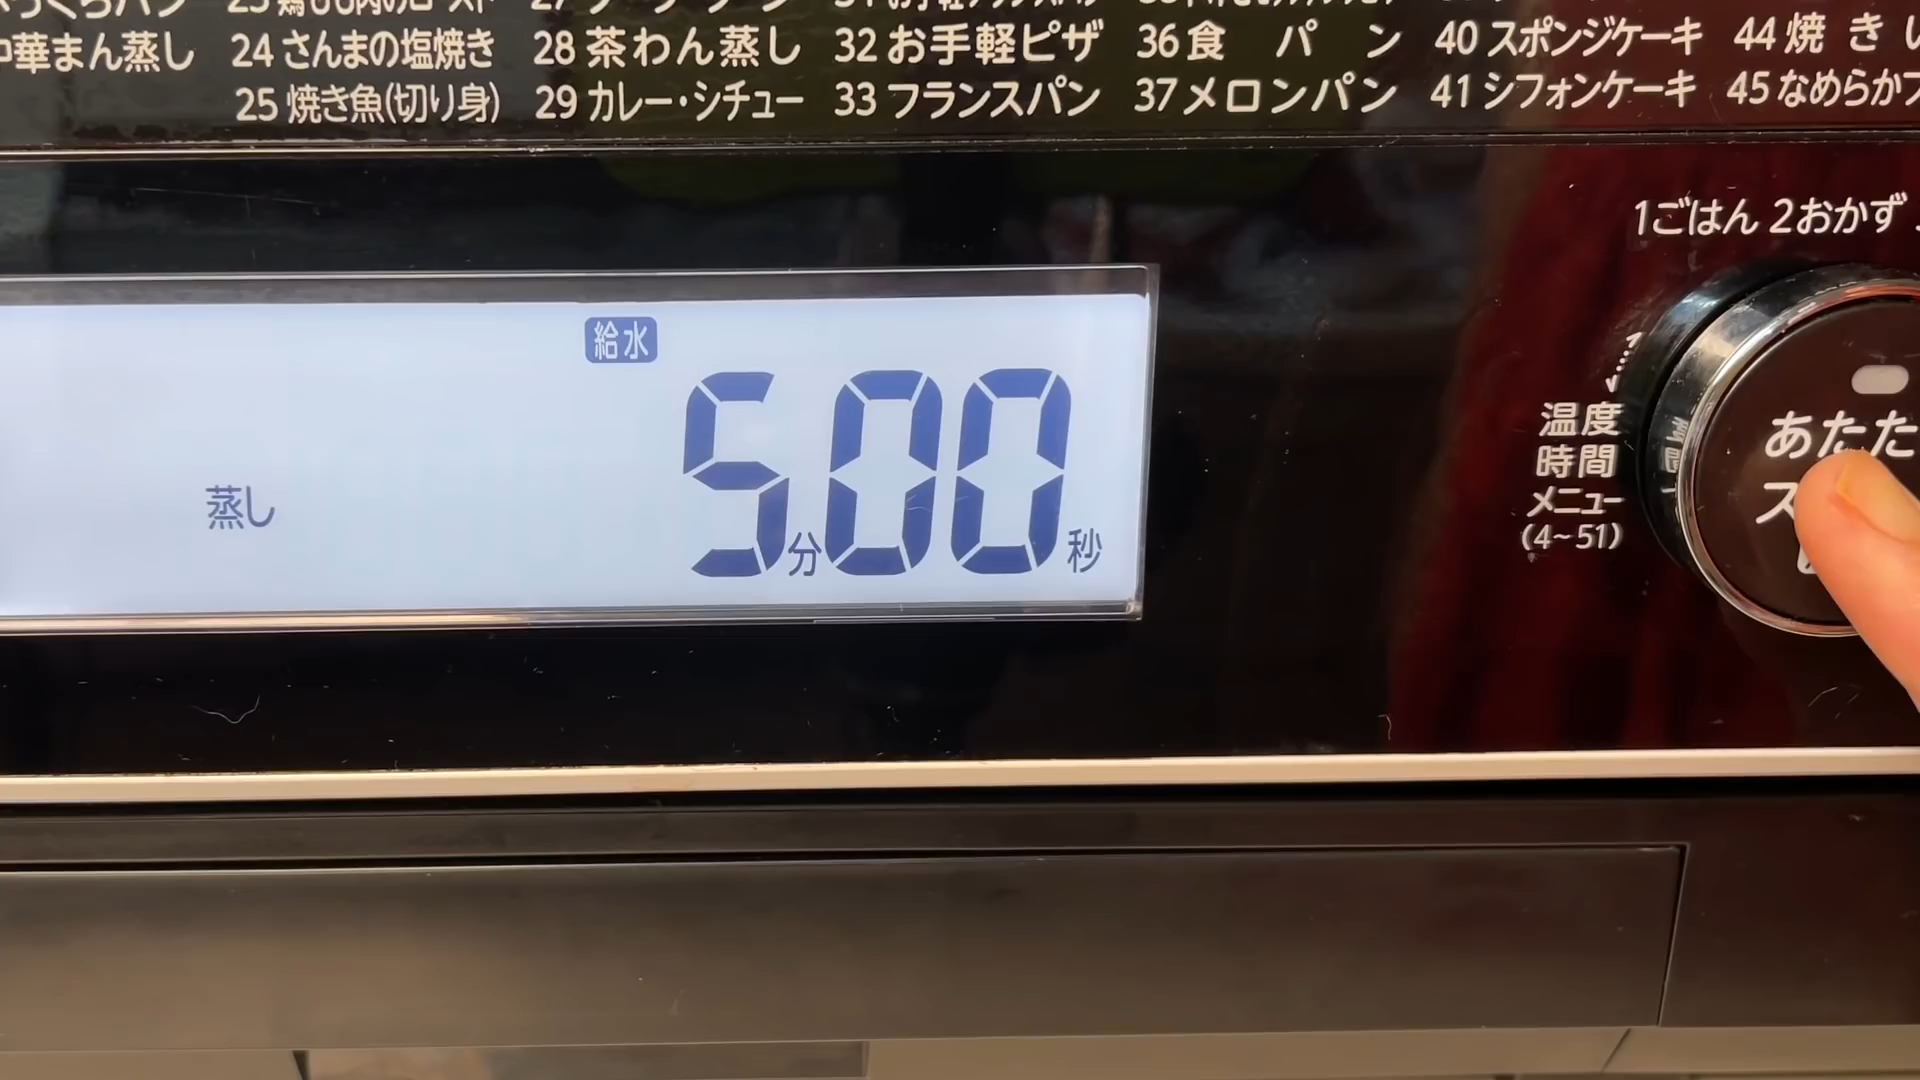 中華まん蒸し 24 さんまの塩焼き 28 茶わん蒸し 32 お手軽ピザ 36 食パン 40 スポンジケーキ 44 焼き
25 焼き魚(切り身) 29 カレー・シチュー 33 フランスパン 37 メロンパン 41 シフォンケーキ 45 なめらか
1ごはん 2おかず
給水
蒸し 5分00秒
温度
時間
メニュー
(4~51)
あたた
ス